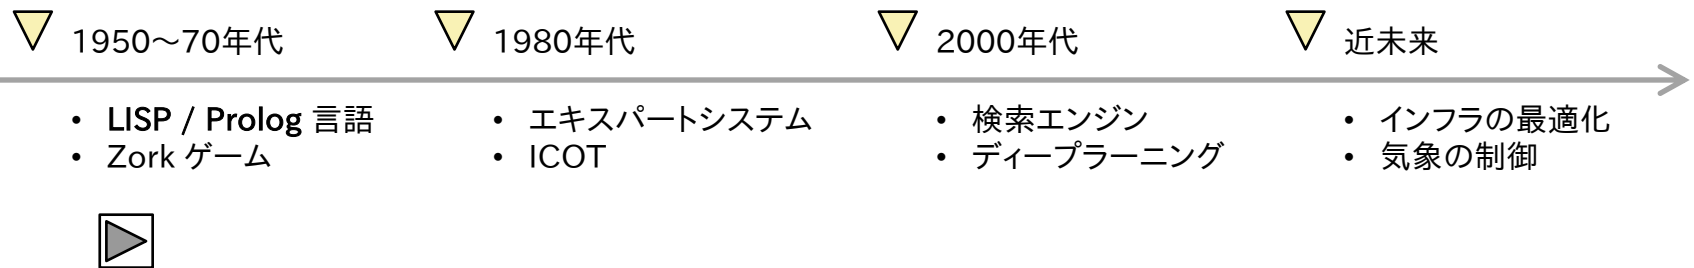 1950～70年代
1980年代
2000年代
近未来
• LISP / Prolog 言語
• Zork ゲーム
• エキスパートシステム
• ICOT
• 検索エンジン
• ディープラーニング
• インフラの最適化
• 気象の制御